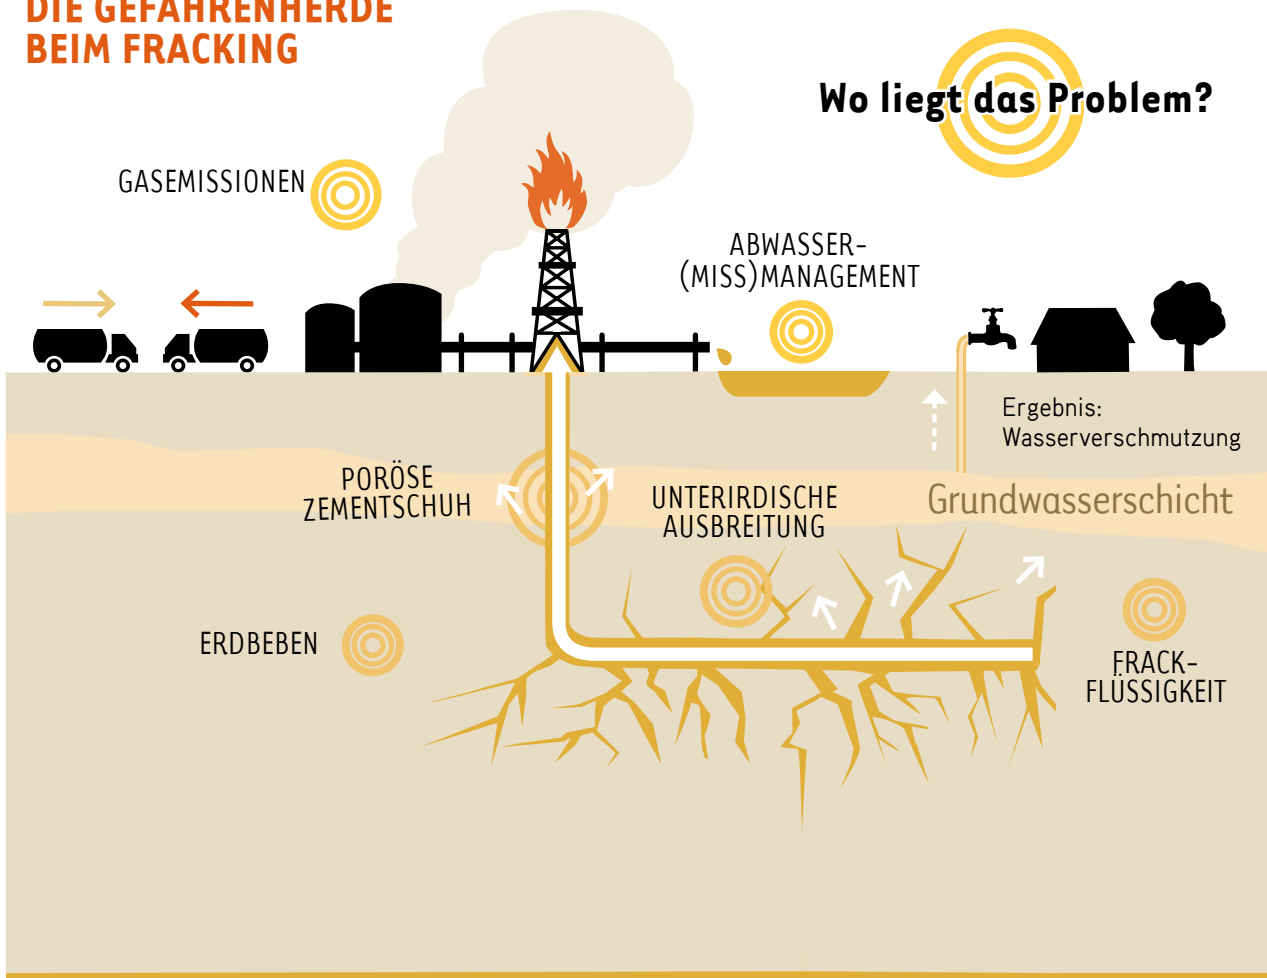 DIE GEFAHRENHERDE
BEIM FRACKING
Wo liegt das Problem?
GASEMISSIONEN
ABWASSER-
(MISS)MANAGEMENT
Ergebnis:
Wasserverschmutzung
PORÖSE
ZEMENTSCHUH
UNTERIRDISCHE
AUSBREITUNG
Grundwasserschicht
ERDBEBEN
FRACK-
FLÜSSIGKEIT